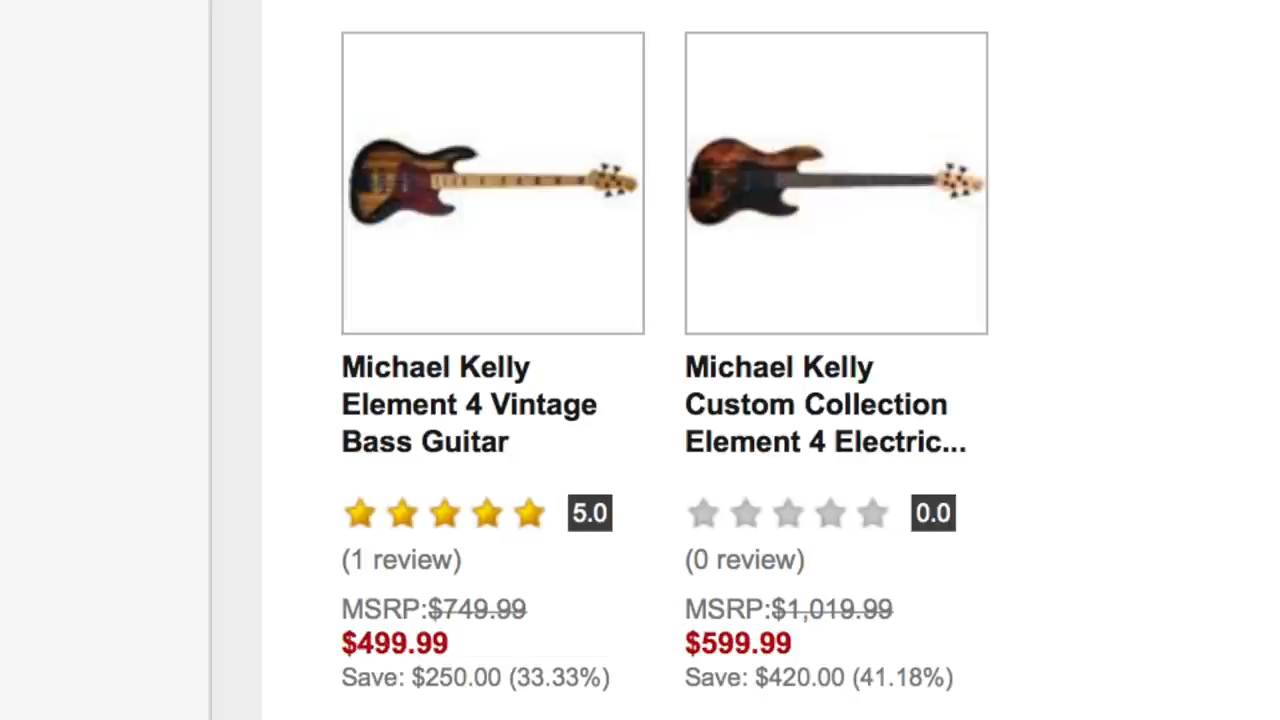 Michael Kelly
Element 4 Vintage
Bass Guitar
5.0
(1 review)
MSRP:$749.99
$499.99
Save: $250.00 (33.33%)
Michael Kelly
Custom Collection
Element 4 Electric...
0.0
(0 review)
MSRP:$1,019.99
$599.99
Save: $420.00 (41.18%)